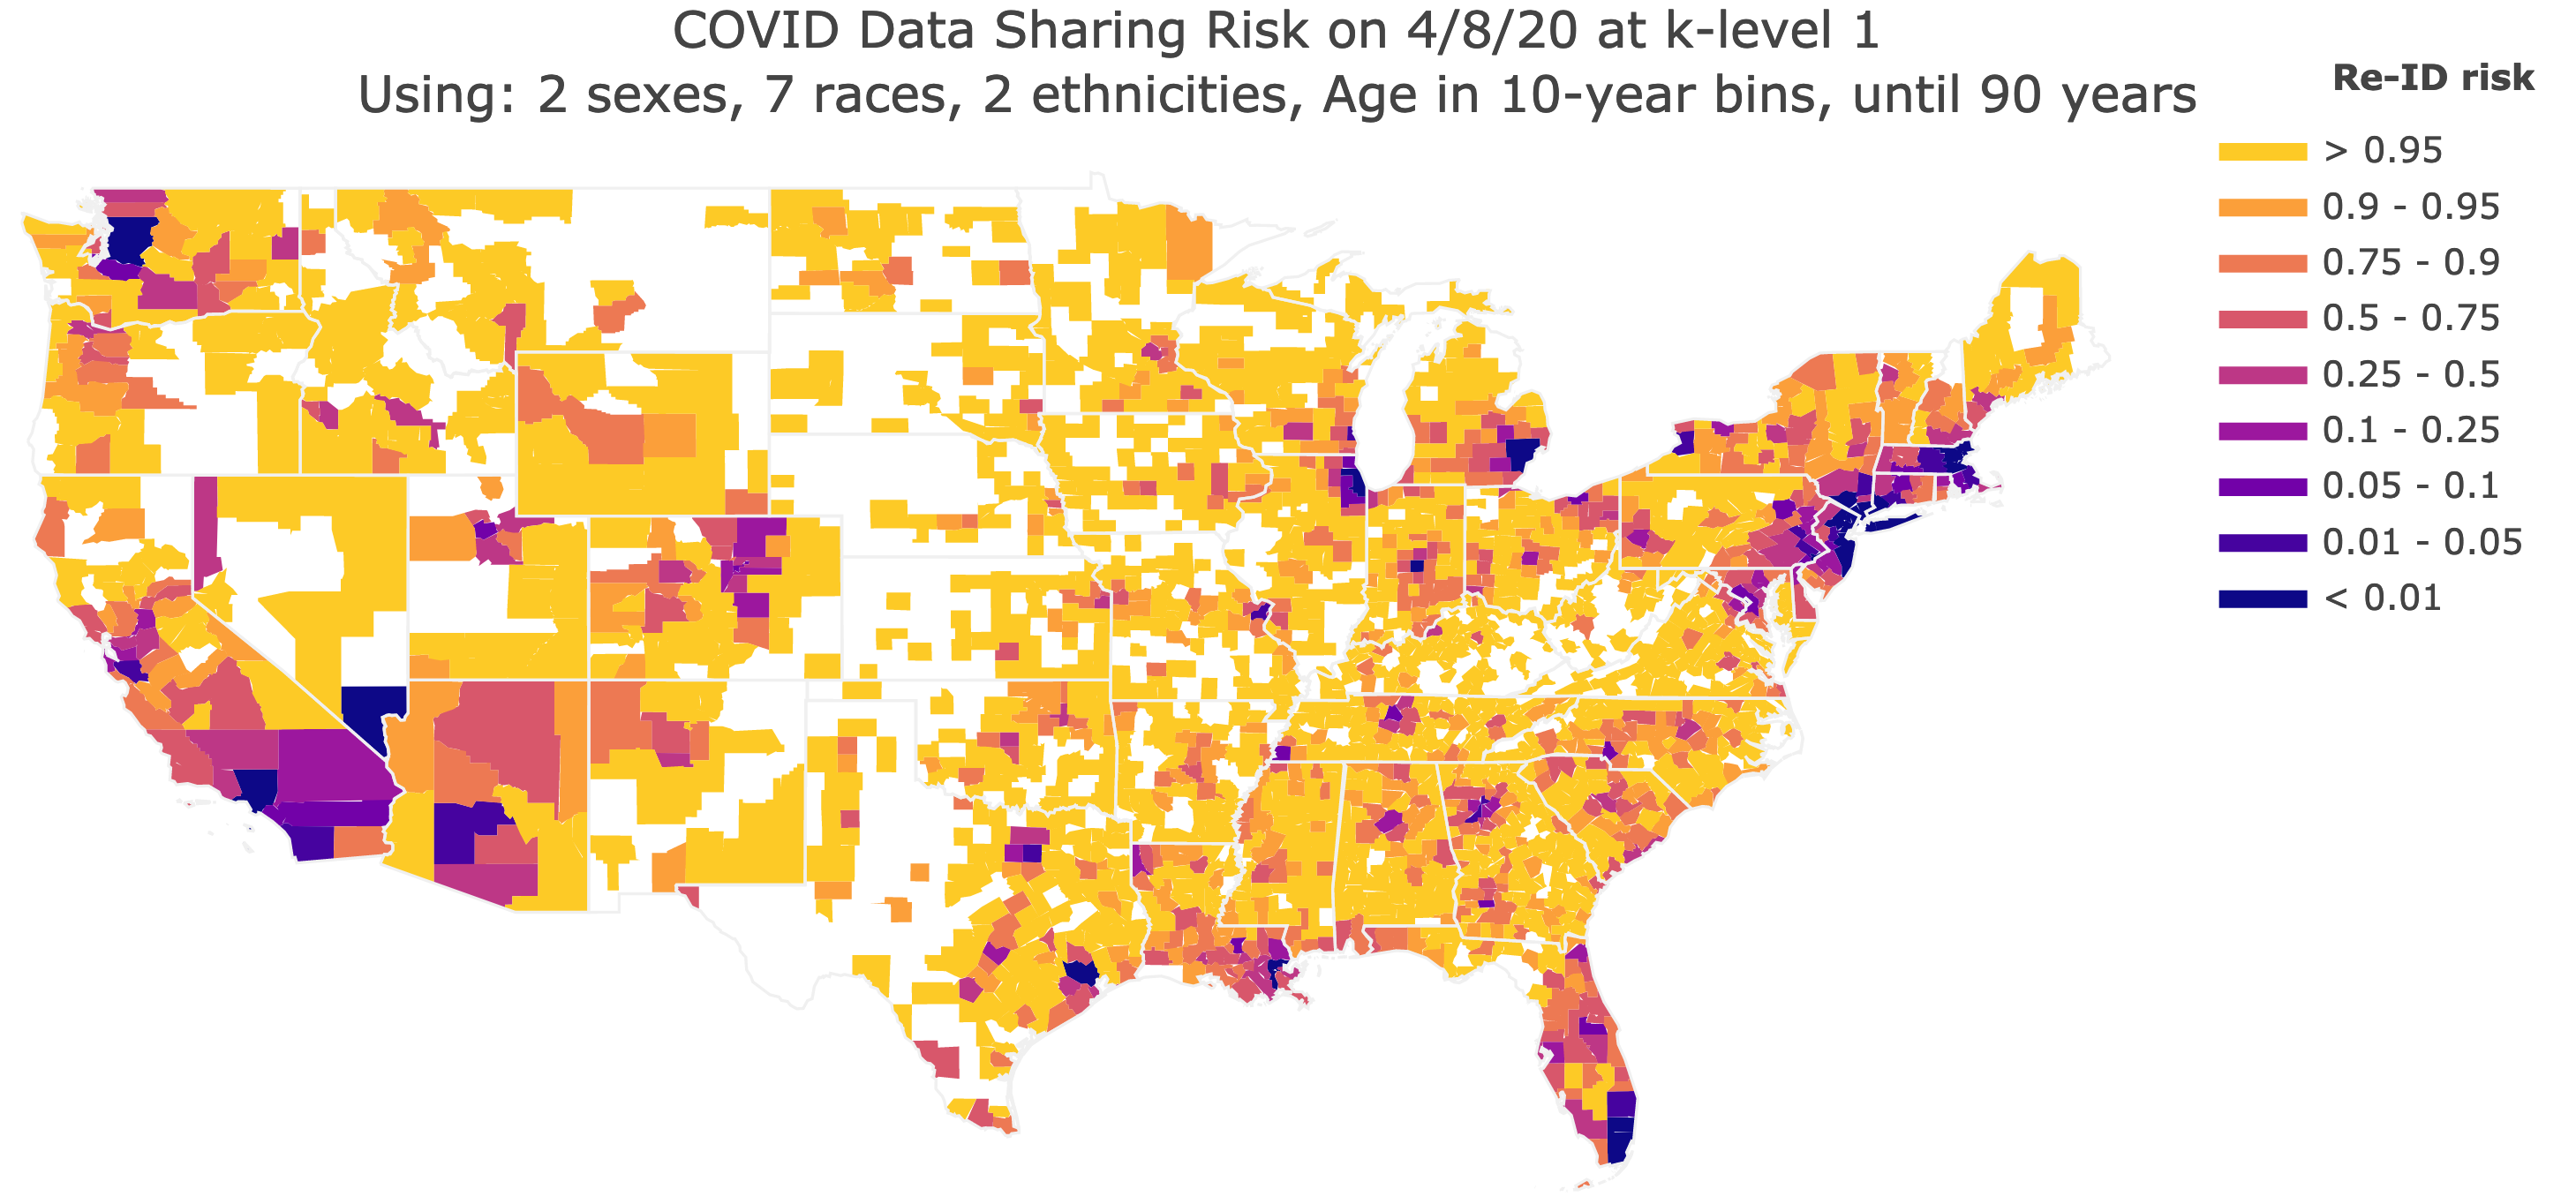 COVID Data Sharing Risk on 4/8/20 at k-level 1
Using: 2 sexes, 7 races, 2 ethnicities, Age in 10-year bins, until 90 years
Re-ID risk
> 0.95
0.9 - 0.95
0.75 - 0.9
0.5 - 0.75
0.25 - 0.5
0.1 - 0.25
0.05 - 0.1
0.01 - 0.05
< 0.01